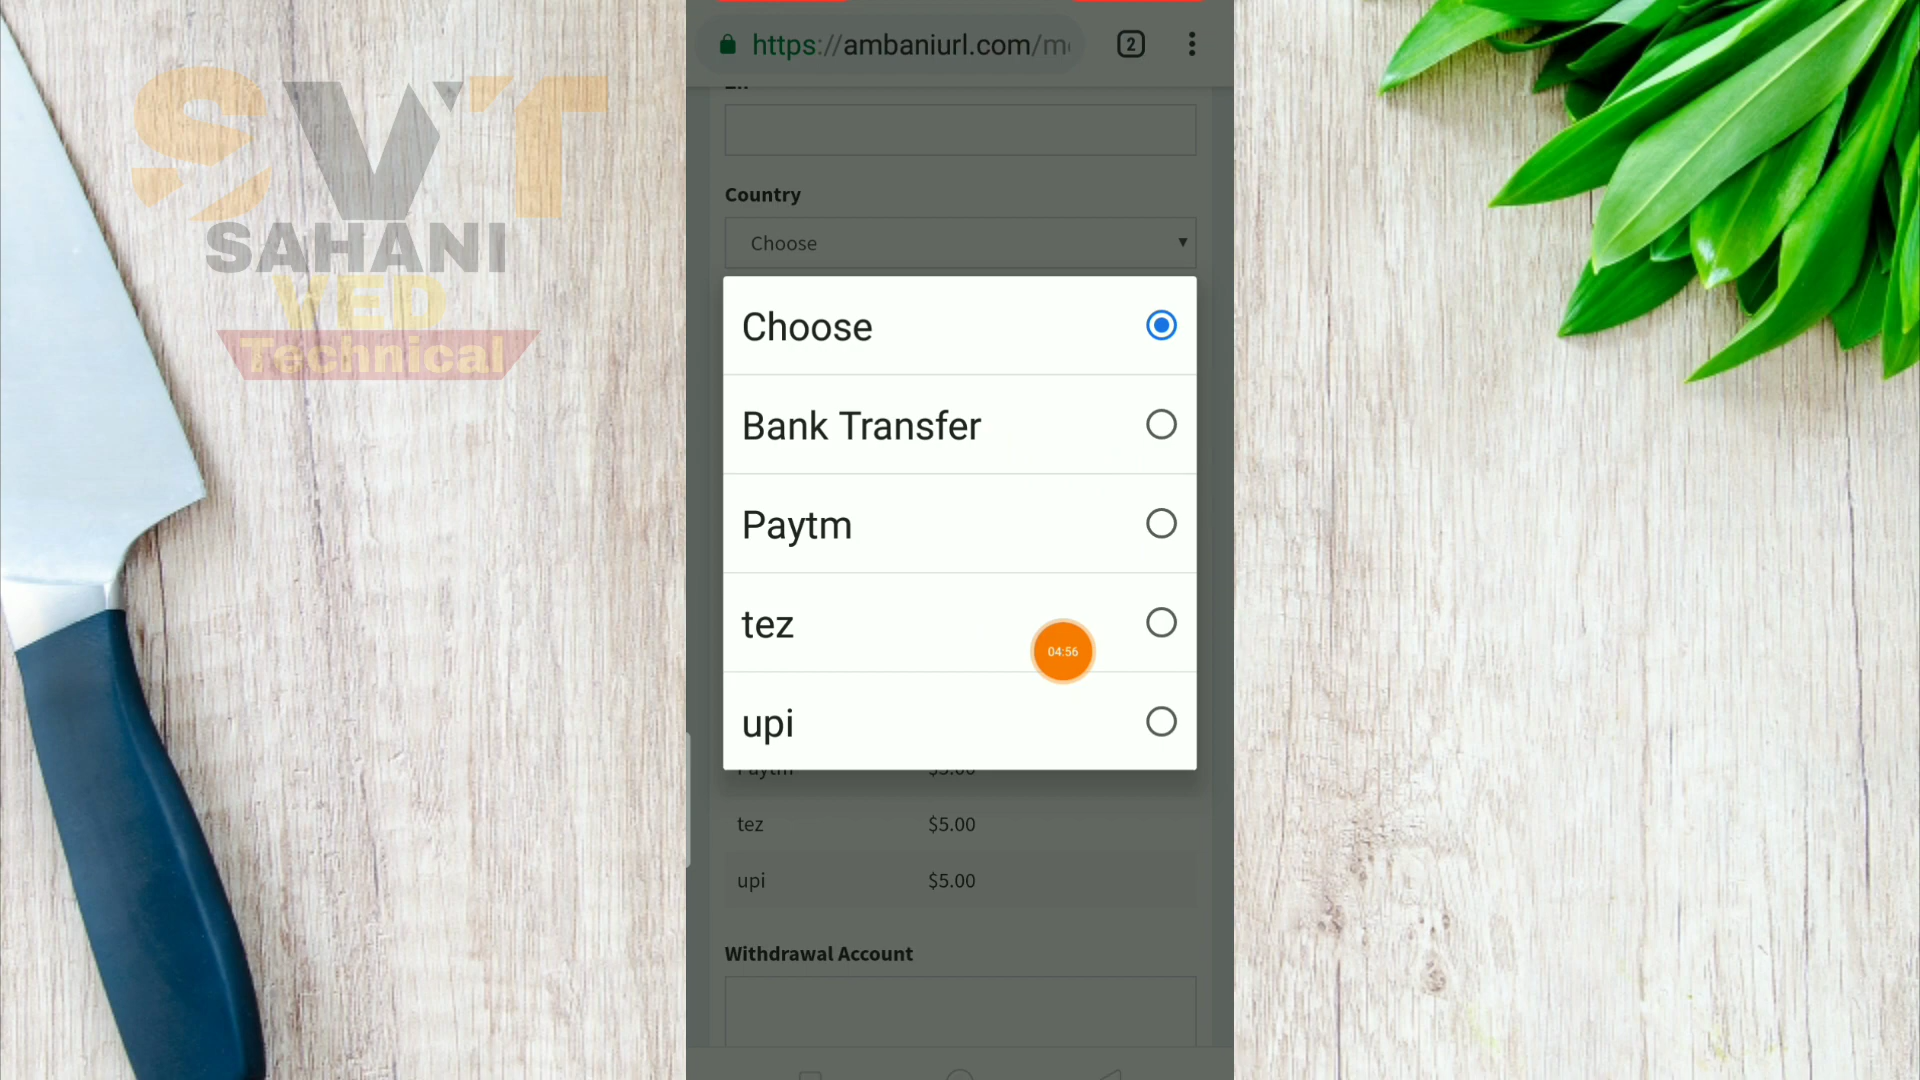 SVT
SAHANI
VED
Technical
https://ambaniurl.com/m
2
Country
Choose
Choose
Bank Transfer
Paytm
tez
04:56
upi
Paytm $5.00
tez $5.00
upi $5.00
Withdrawal Account